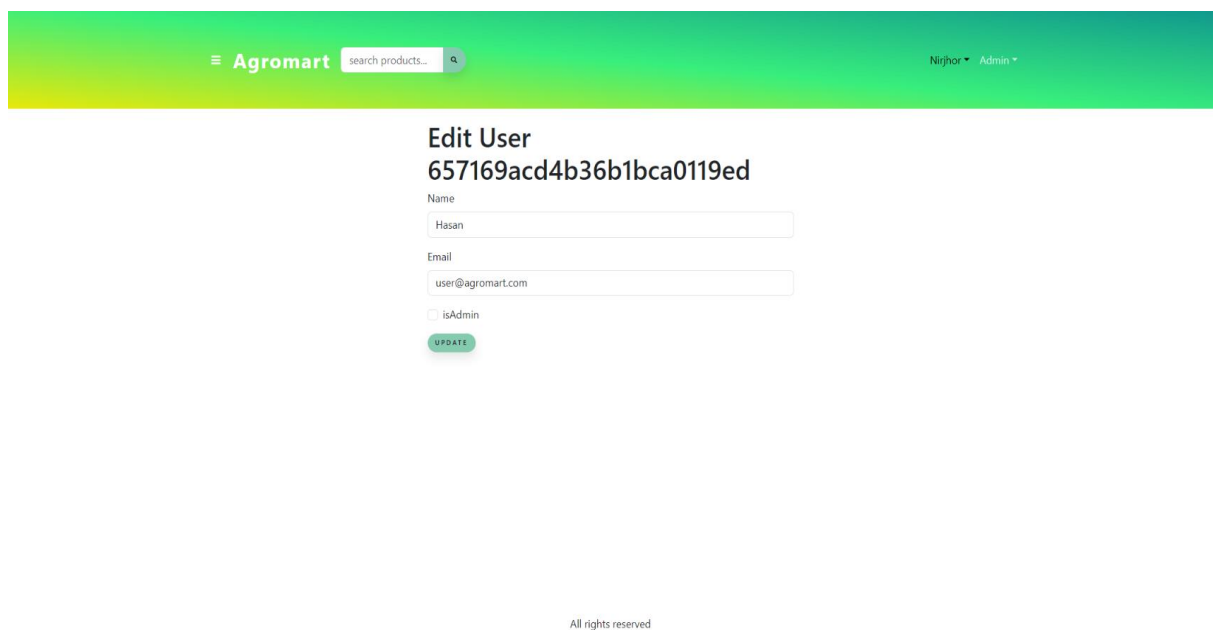 Agromart search products... Nirjhor Admin
Edit User
657169acd4b36b1bca0119ed
Name
Hasan
Email
user@agromart.com
isAdmin
UPDATE
All rights reserved